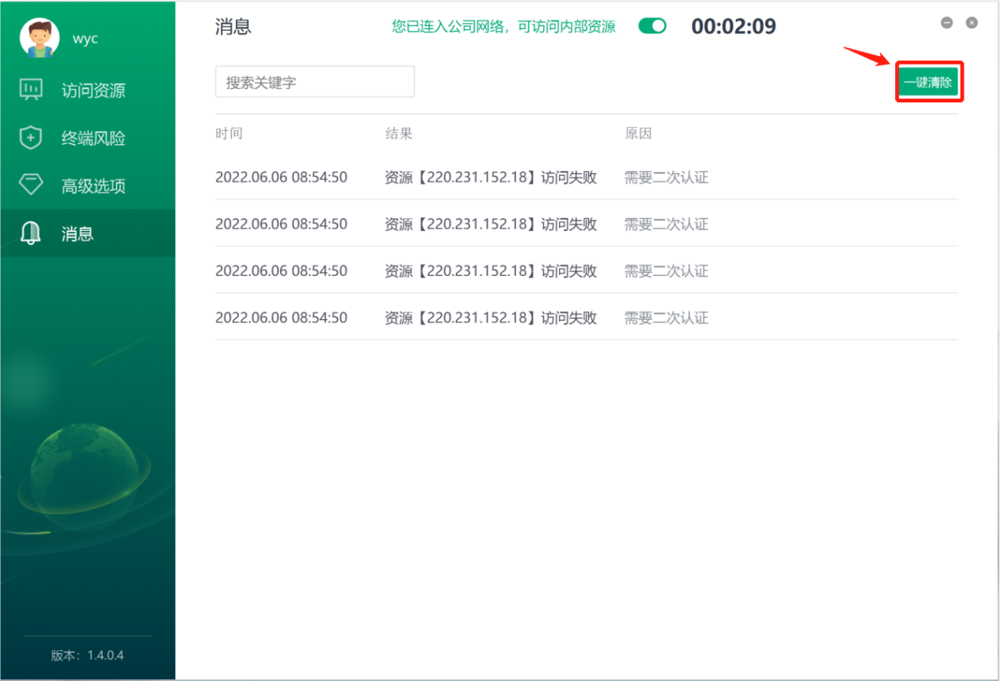 wyc
访问资源
终端风险
高级选项
消息
版本：1.4.0.4
消息 您已连入公司网络，可访问内部资源 00:02:09
搜索关键字 一键清除
时间 结果 原因
2022.06.06 08:54:50 资源【220.231.152.18】访问失败 需要二次认证
2022.06.06 08:54:50 资源【220.231.152.18】访问失败 需要二次认证
2022.06.06 08:54:50 资源【220.231.152.18】访问失败 需要二次认证
2022.06.06 08:54:50 资源【220.231.152.18】访问失败 需要二次认证